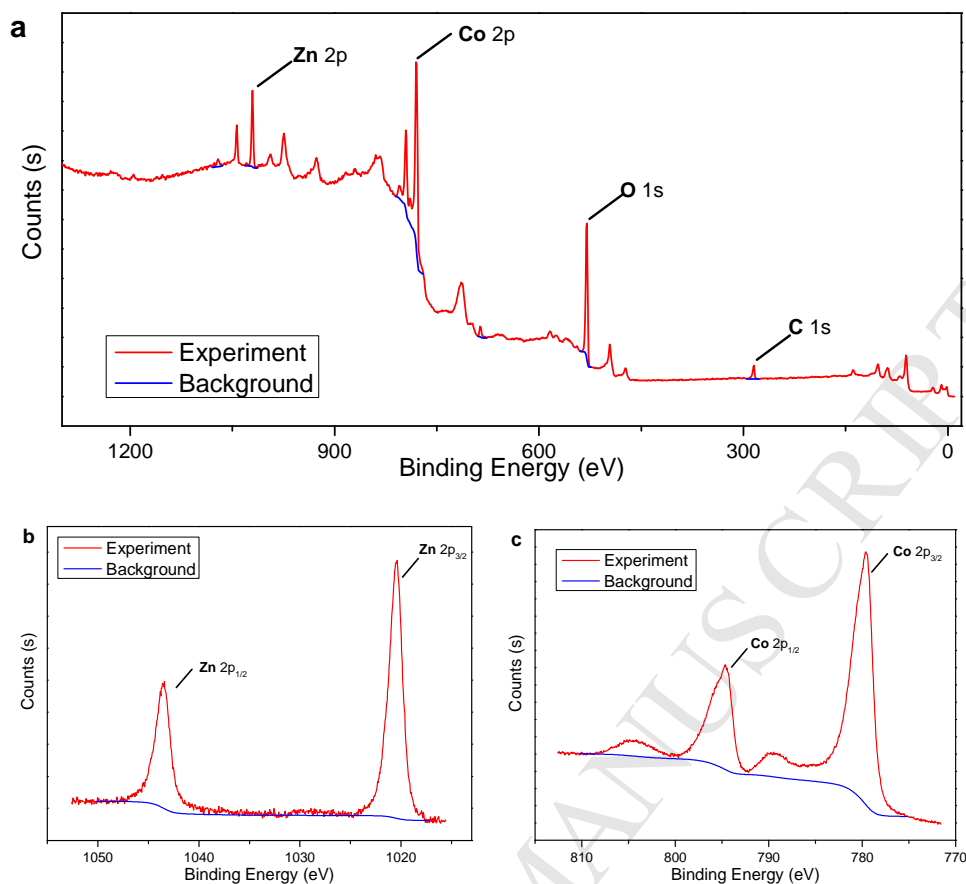 a
Co 2p
Zn 2p
O 1s
C 1s
Counts (s)
Experiment
Background
1200
900
600
300
0
Binding Energy (eV)
b
Experiment
Background
Zn 2p3/2
Zn 2p1/2
Counts (s)
1050
1040
1030
1020
Binding Energy (eV)
c
Experiment
Background
Co 2p3/2
Co 2p1/2
Counts (s)
810
800
790
780
770
Binding Energy (eV)
MANUSCRIPT